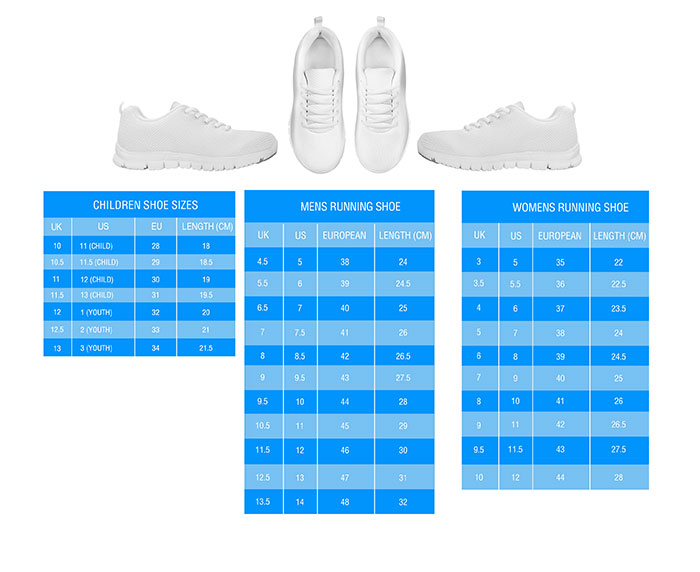 CHILDREN SHOE SIZES
UK US EU LENGTH (CM)
10 11 (CHILD) 28 18
10.5 11.5 (CHILD) 29 18.5
11 12 (CHILD) 30 19
11.5 13 (CHILD) 31 19.5
12 1 (YOUTH) 32 20
12.5 2 (YOUTH) 33 21
13 3 (YOUTH) 34 21.5
MENS RUNNING SHOE
UK US EUROPEAN LENGTH (CM)
4.5 5 38 24
5.5 6 39 24.5
6.5 7 40 25
7 7.5 41 26
8 8.5 42 26.5
9 9.5 43 27.5
9.5 10 44 28
10.5 11 45 29
11.5 12 46 30
12.5 13 47 31
13.5 14 48 32
WOMENS RUNNING SHOE
UK US EUROPEAN LENGTH (CM)
3 5 35 22
3.5 5.5 36 22.5
4 6 37 23.5
5 7 38 24
6 8 39 24.5
7 9 40 25
8 10 41 26
9 11 42 26.5
9.5 11.5 43 27.5
10 12 44 28